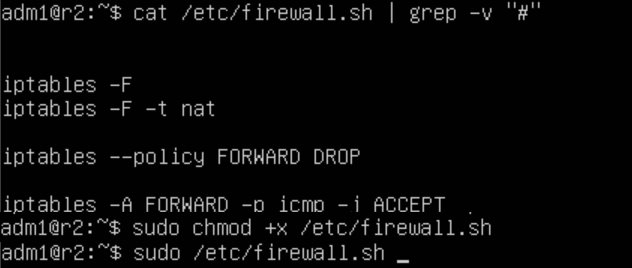 adm1@r2:~$ cat /etc/firewall.sh | grep -v "#"
iptables -F
iptables -F -t nat
iptables --policy FORWARD DROP
iptables -A FORWARD -p icmp -i ACCEPT
adm1@r2:~$ sudo chmod +x /etc/firewall.sh
adm1@r2:~$ sudo /etc/firewall.sh _